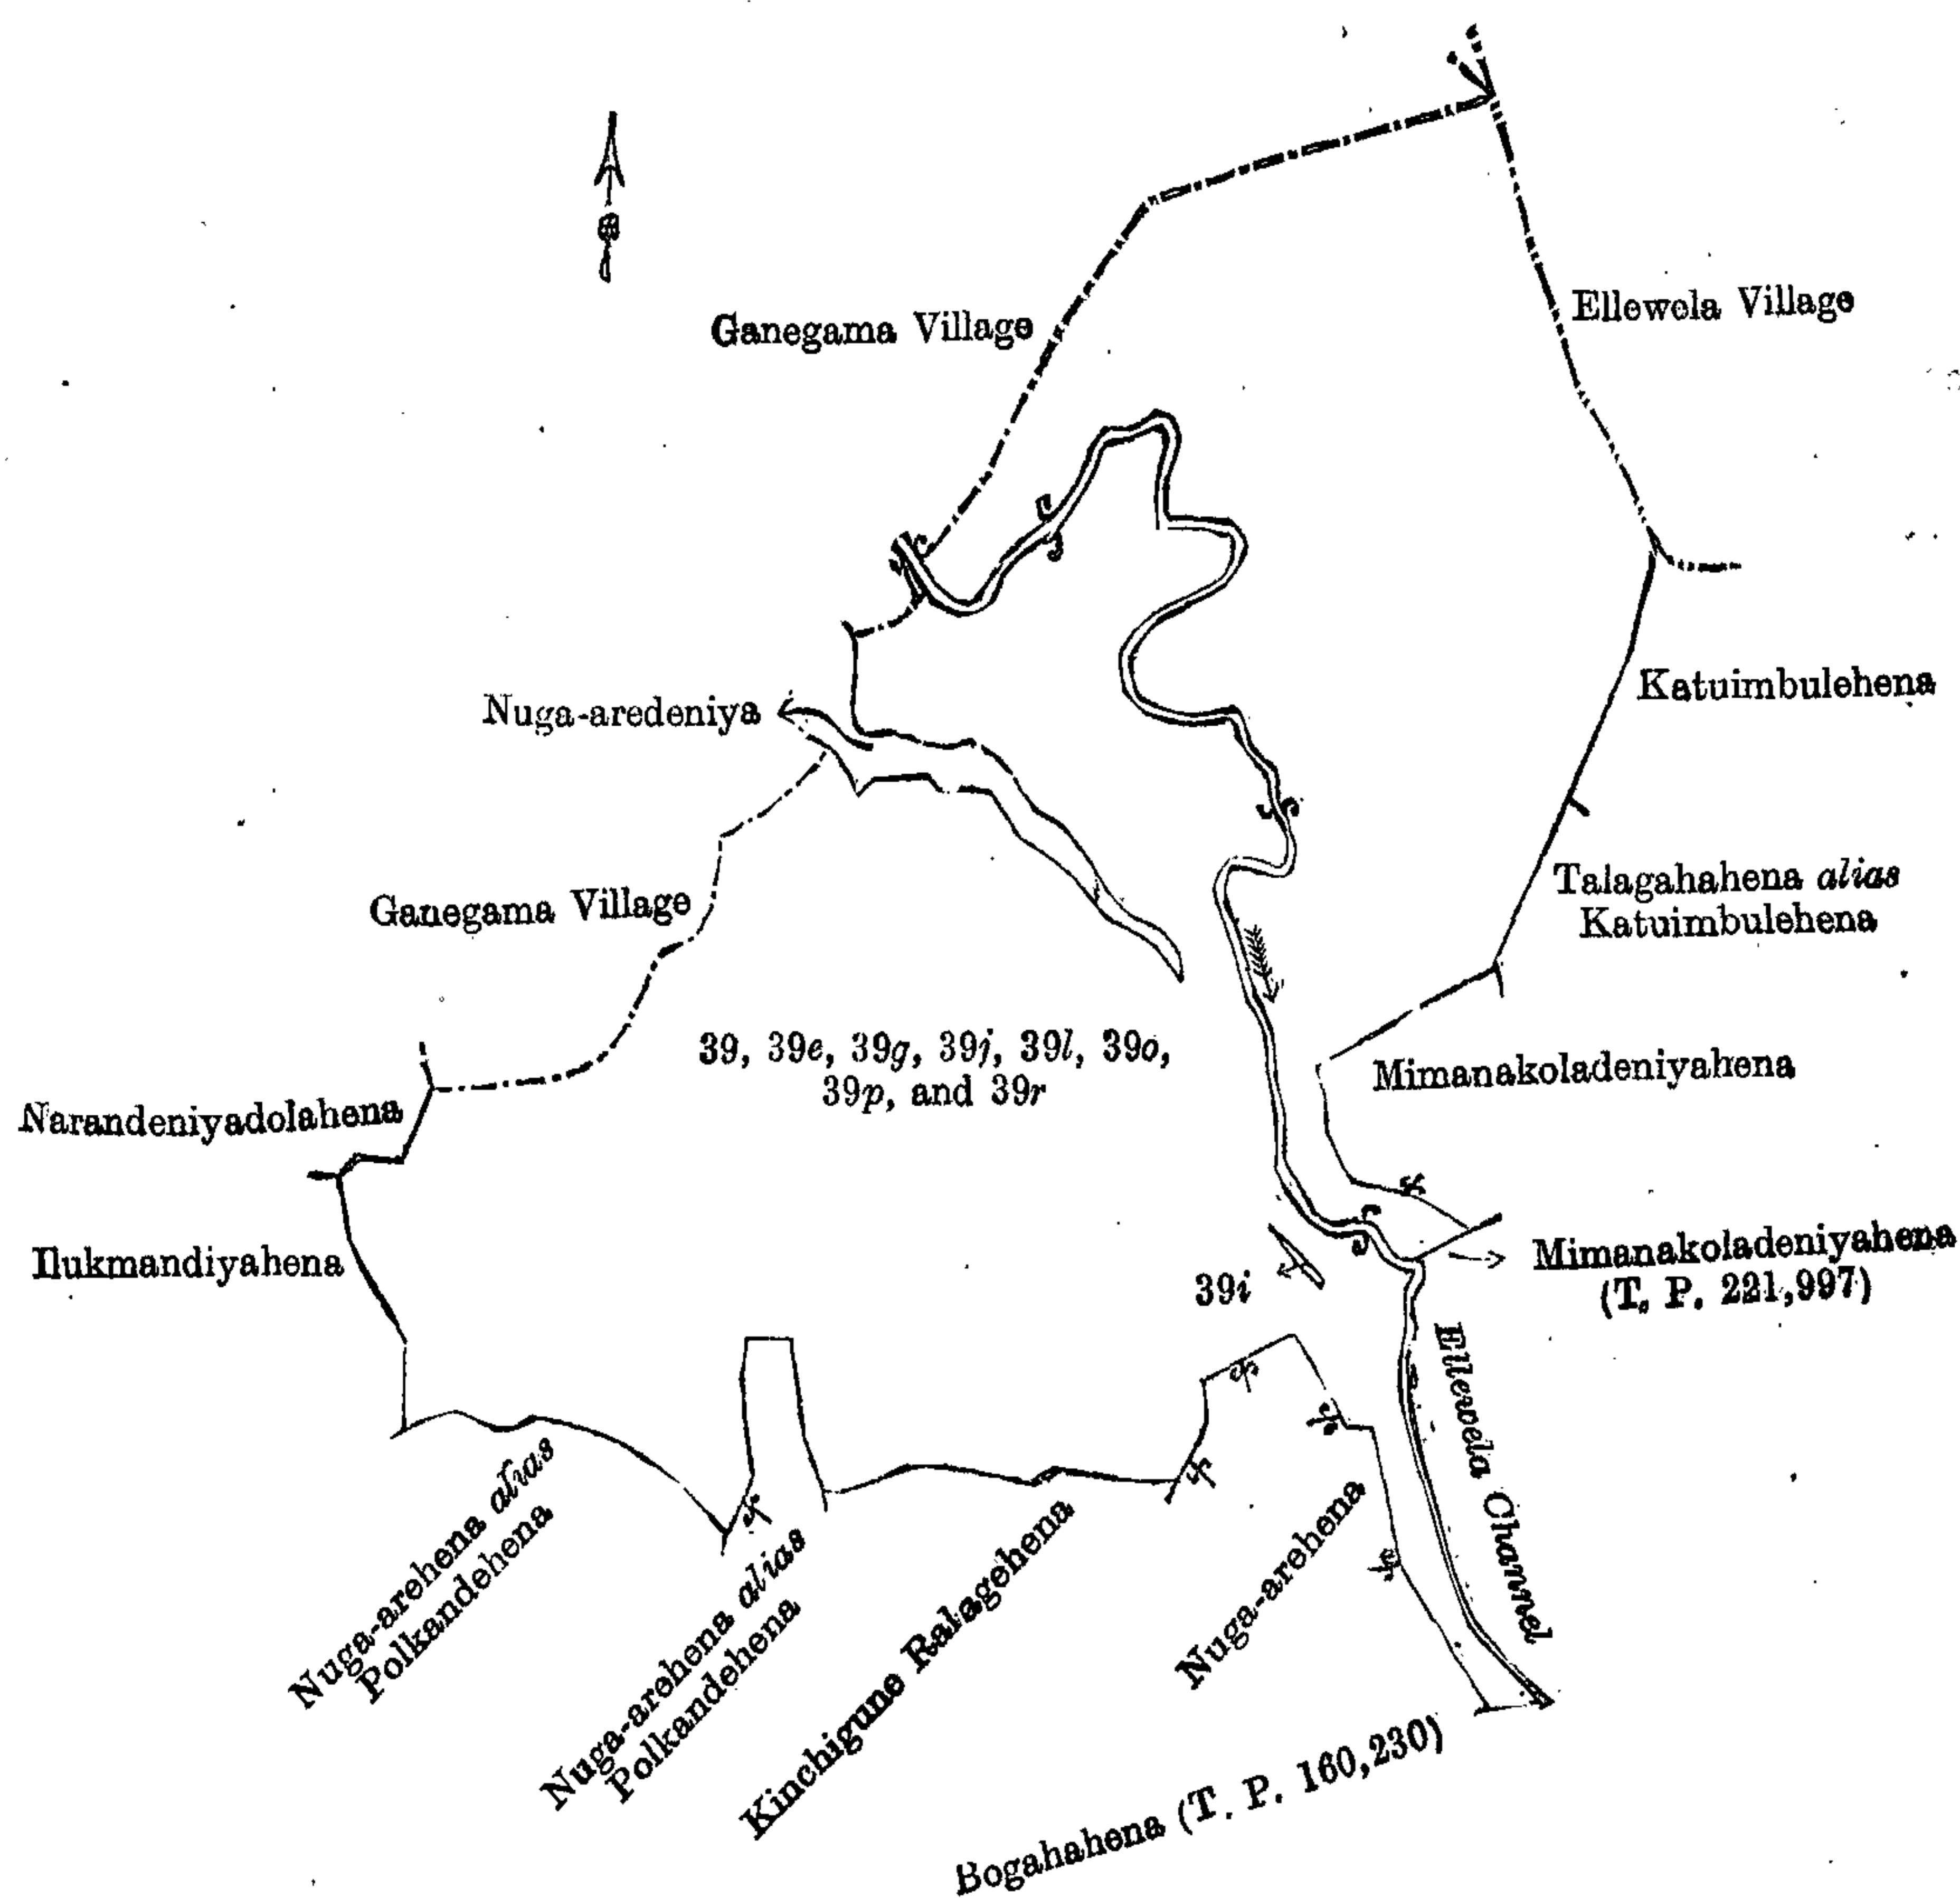 Ellewela Village
Ganegama Village
Katuimbulehena
Nuga-aredeniya
Talagahahena alias
Katuimbulehena
Ganegama Village
39, 39e, 39g, 39j, 39l, 39o,
39p, and 39r
Mimanakoladeniyahena
Narandeniyadolahena
Ilukmandiyahena
Mimanakoladeniyahena
(T. P. 221,997)
39i
Ellewela Channel
Nuga-arehena alias
Polkandehena
Nuga-arehena alias
Polkandehena
Kinchigune Ralagehena
Nuga-arehena
Bogahahena (T. P. 160,230)